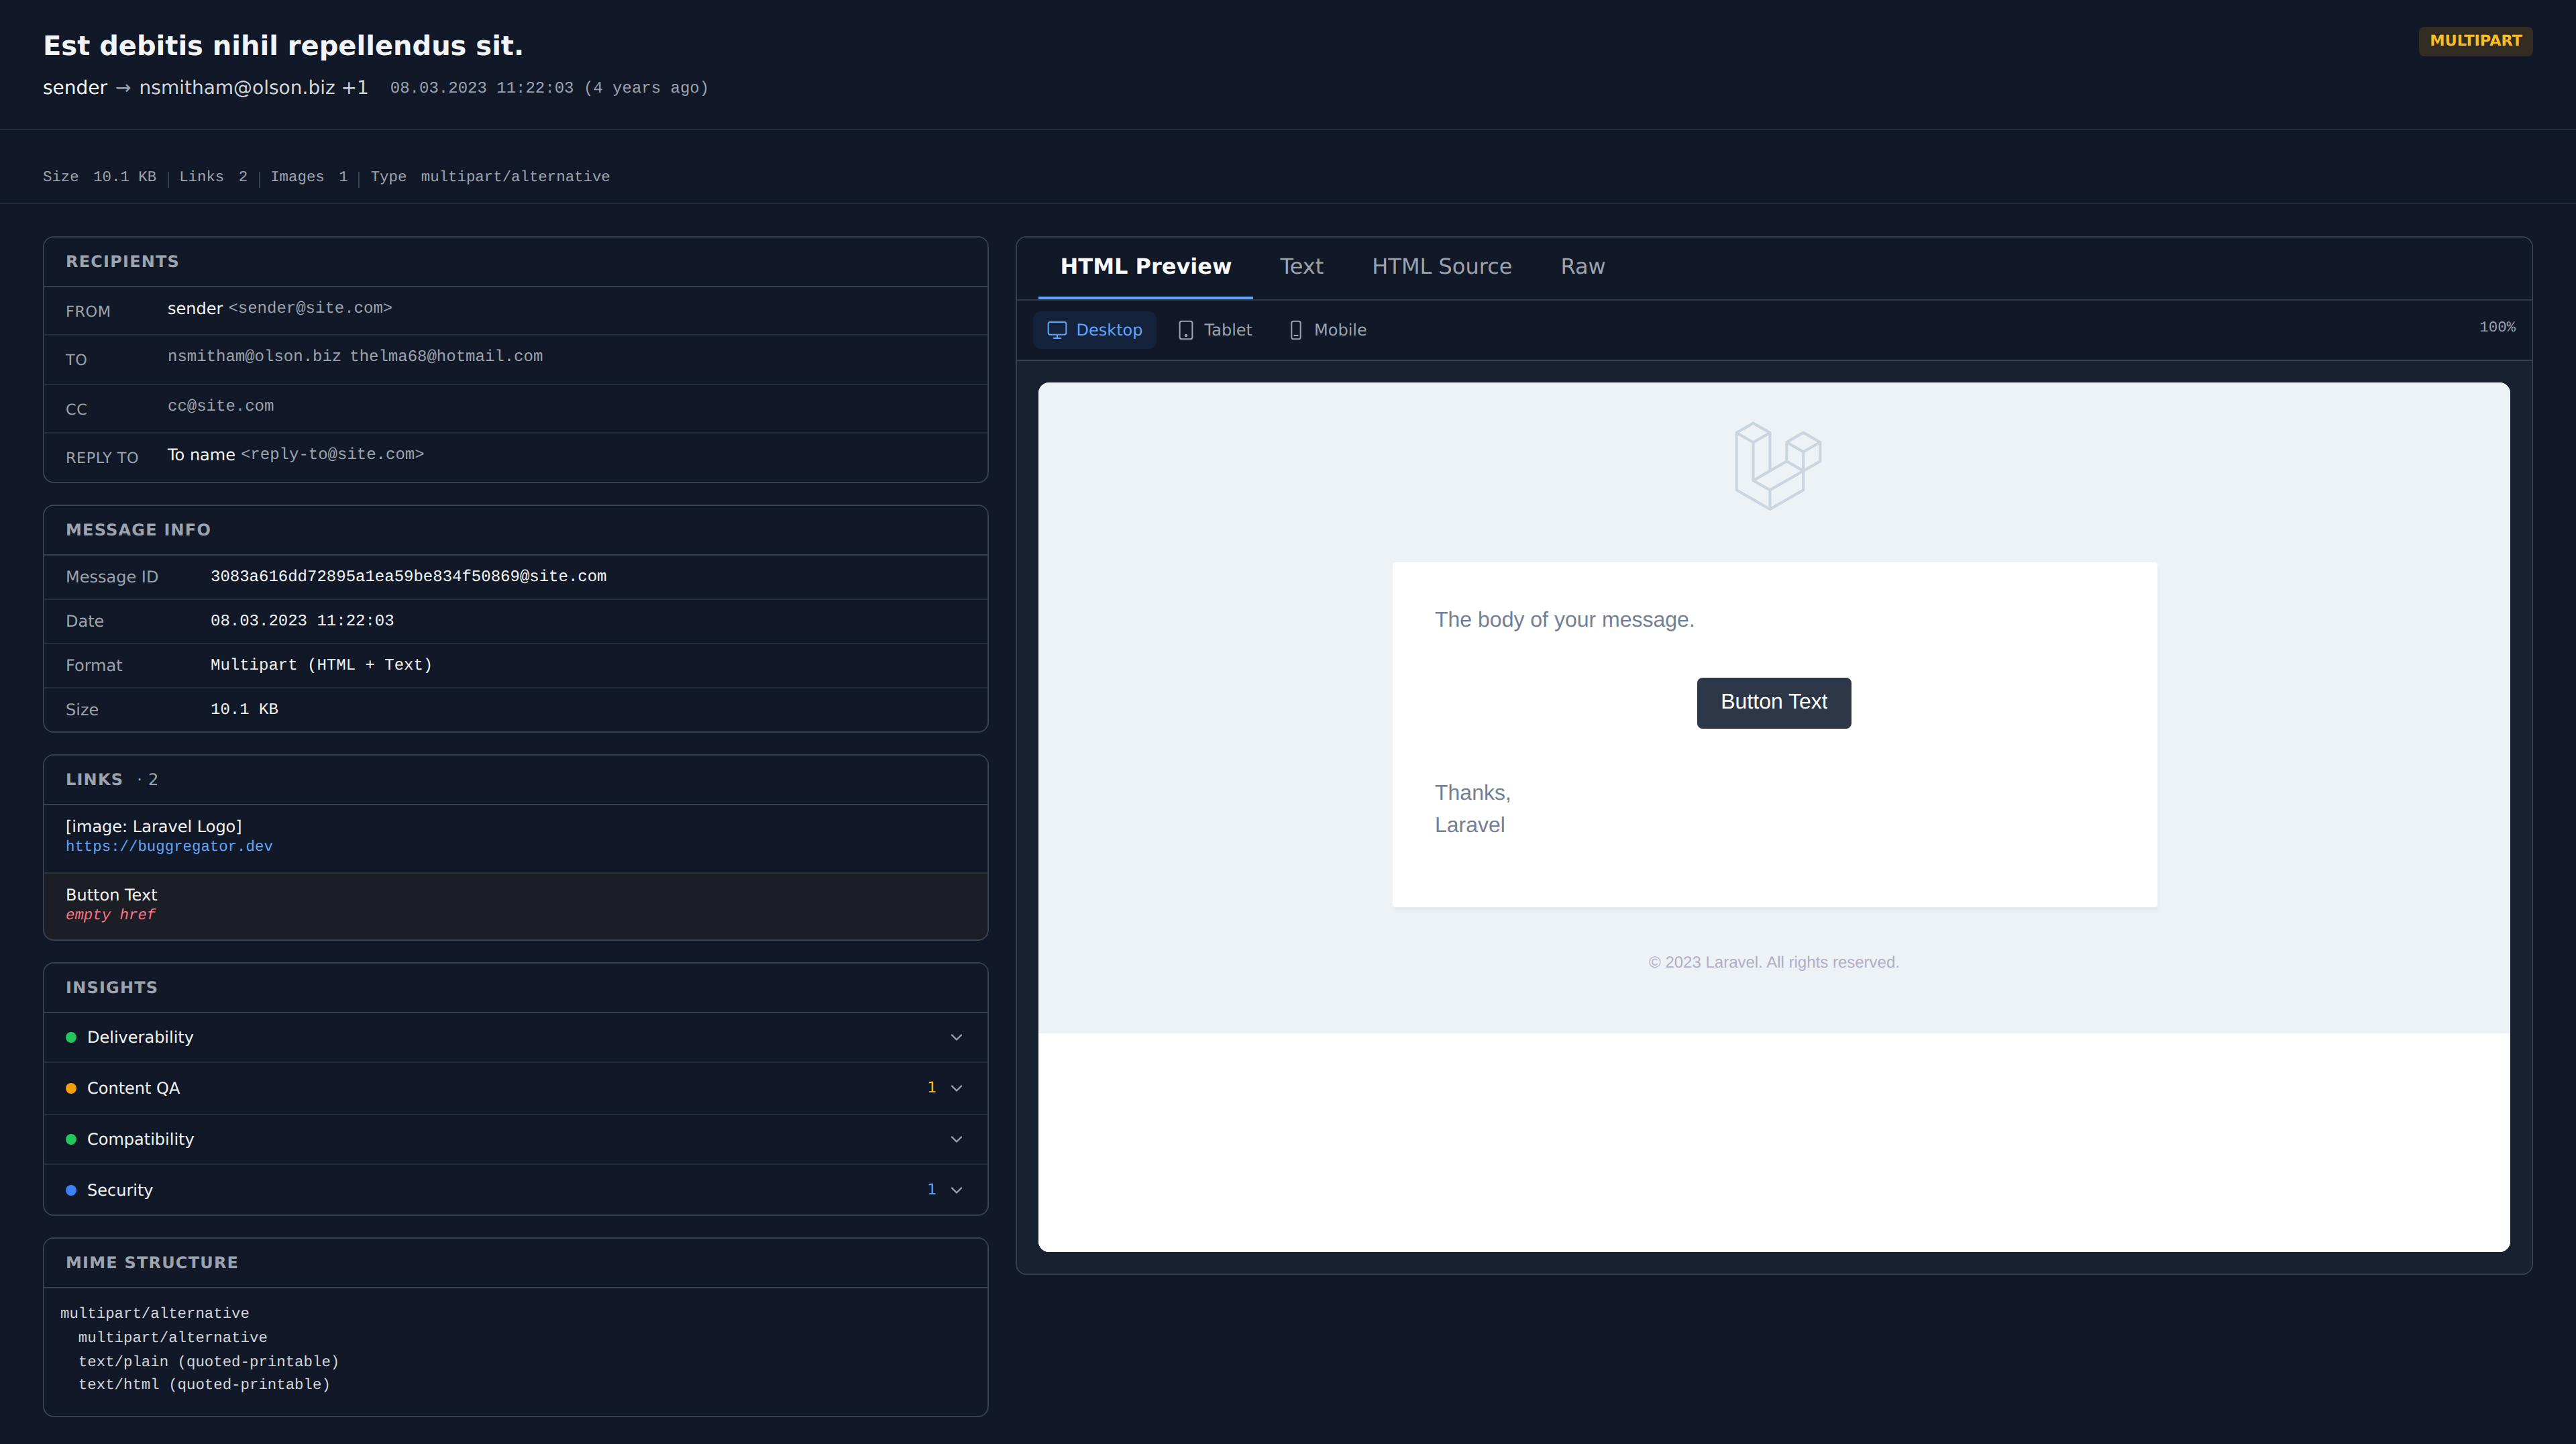 Est debitis nihil repellendus sit.
MULTIPART
sender → nsmitham@olson.biz +1 08.03.2023 11:22:03 (4 years ago)
Size 10.1 KB | Links 2 | Images 1 | Type multipart/alternative
RECIPIENTS
FROM sender <sender@site.com>
TO nsmitham@olson.biz thelma68@hotmail.com
CC cc@site.com
REPLY TO To name <reply-to@site.com>
MESSAGE INFO
Message ID 3083a616dd72895a1ea59be834f50869@site.com
Date 08.03.2023 11:22:03
Format Multipart (HTML + Text)
Size 10.1 KB
LINKS · 2
[image: Laravel Logo]
https://buggregator.dev
Button Text
empty href
INSIGHTS
Deliverability
Content QA 1
Compatibility
Security 1
MIME STRUCTURE
multipart/alternative
multipart/alternative
text/plain (quoted-printable)
text/html (quoted-printable)
HTML Preview Text HTML Source Raw
Desktop Tablet Mobile 100%
The body of your message.
Button Text
Thanks,
Laravel
© 2023 Laravel. All rights reserved.